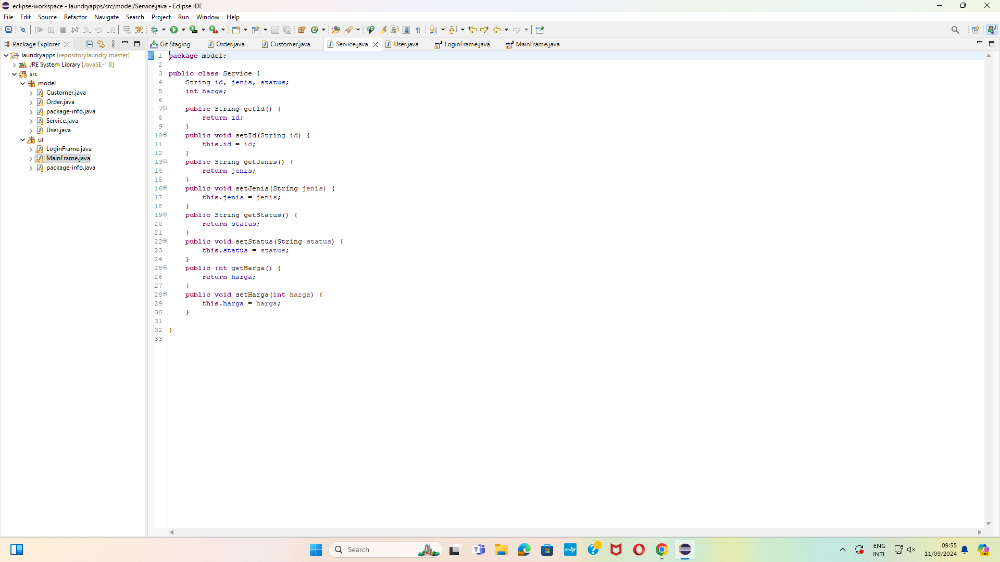 eclipse-workspace - laundryapps/src/model/Service.java - Eclipse IDE
File Edit Source Refactor Navigate Search Project Run Window Help
Package Explorer
Git Staging Order.java Customer.java Service.java User.java LoginFrame.java MainFrame.java
laundryapps [repositorylaundry master]
JRE System Library [JavaSE-1.8]
src
model
Customer.java
Order.java
package-info.java
Service.java
User.java
ui
LoginFrame.java
MainFrame.java
package-info.java
1 package model;
2
3 public class Service {
4     String id, jenis, status;
5     int harga;
6
7     public String getId() {
8         return id;
9     }
10     public void setId(String id) {
11         this.id = id;
12     }
13     public String getJenis() {
14         return jenis;
15     }
16     public void setJenis(String jenis) {
17         this.jenis = jenis;
18     }
19     public String getStatus() {
20         return status;
21     }
22     public void setStatus(String status) {
23         this.status = status;
24     }
25     public int getHarga() {
26         return harga;
27     }
28     public void setHarga(int harga) {
29         this.harga = harga;
30     }
31
32 }
33
Search
myhp
ENG
INTL
09:55
11/09/2024
PRE